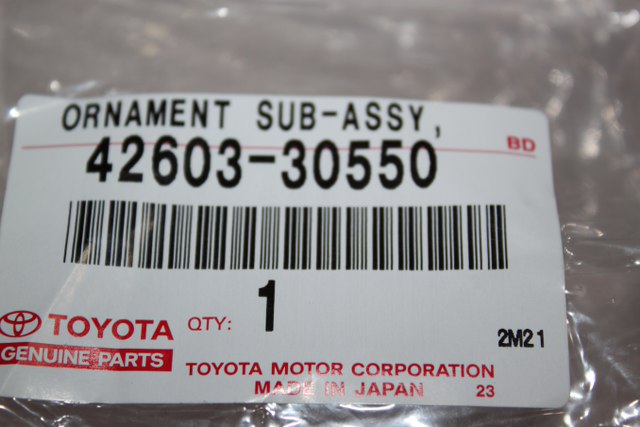 ORNAMENT SUB-ASSY,
BD
42603-30550
QTY: 1
TOYOTA
GENUINE PARTS
2M21
TOYOTA MOTOR CORPORATION
MADE IN JAPAN 23